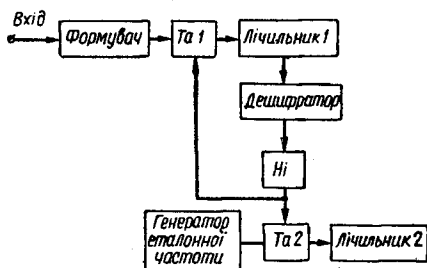 Вхід
Формувач
Та 1
Лічильник 1
Дешифратор
Ні
Генератор
еталонної
частоти
Та 2
Лічильник 2